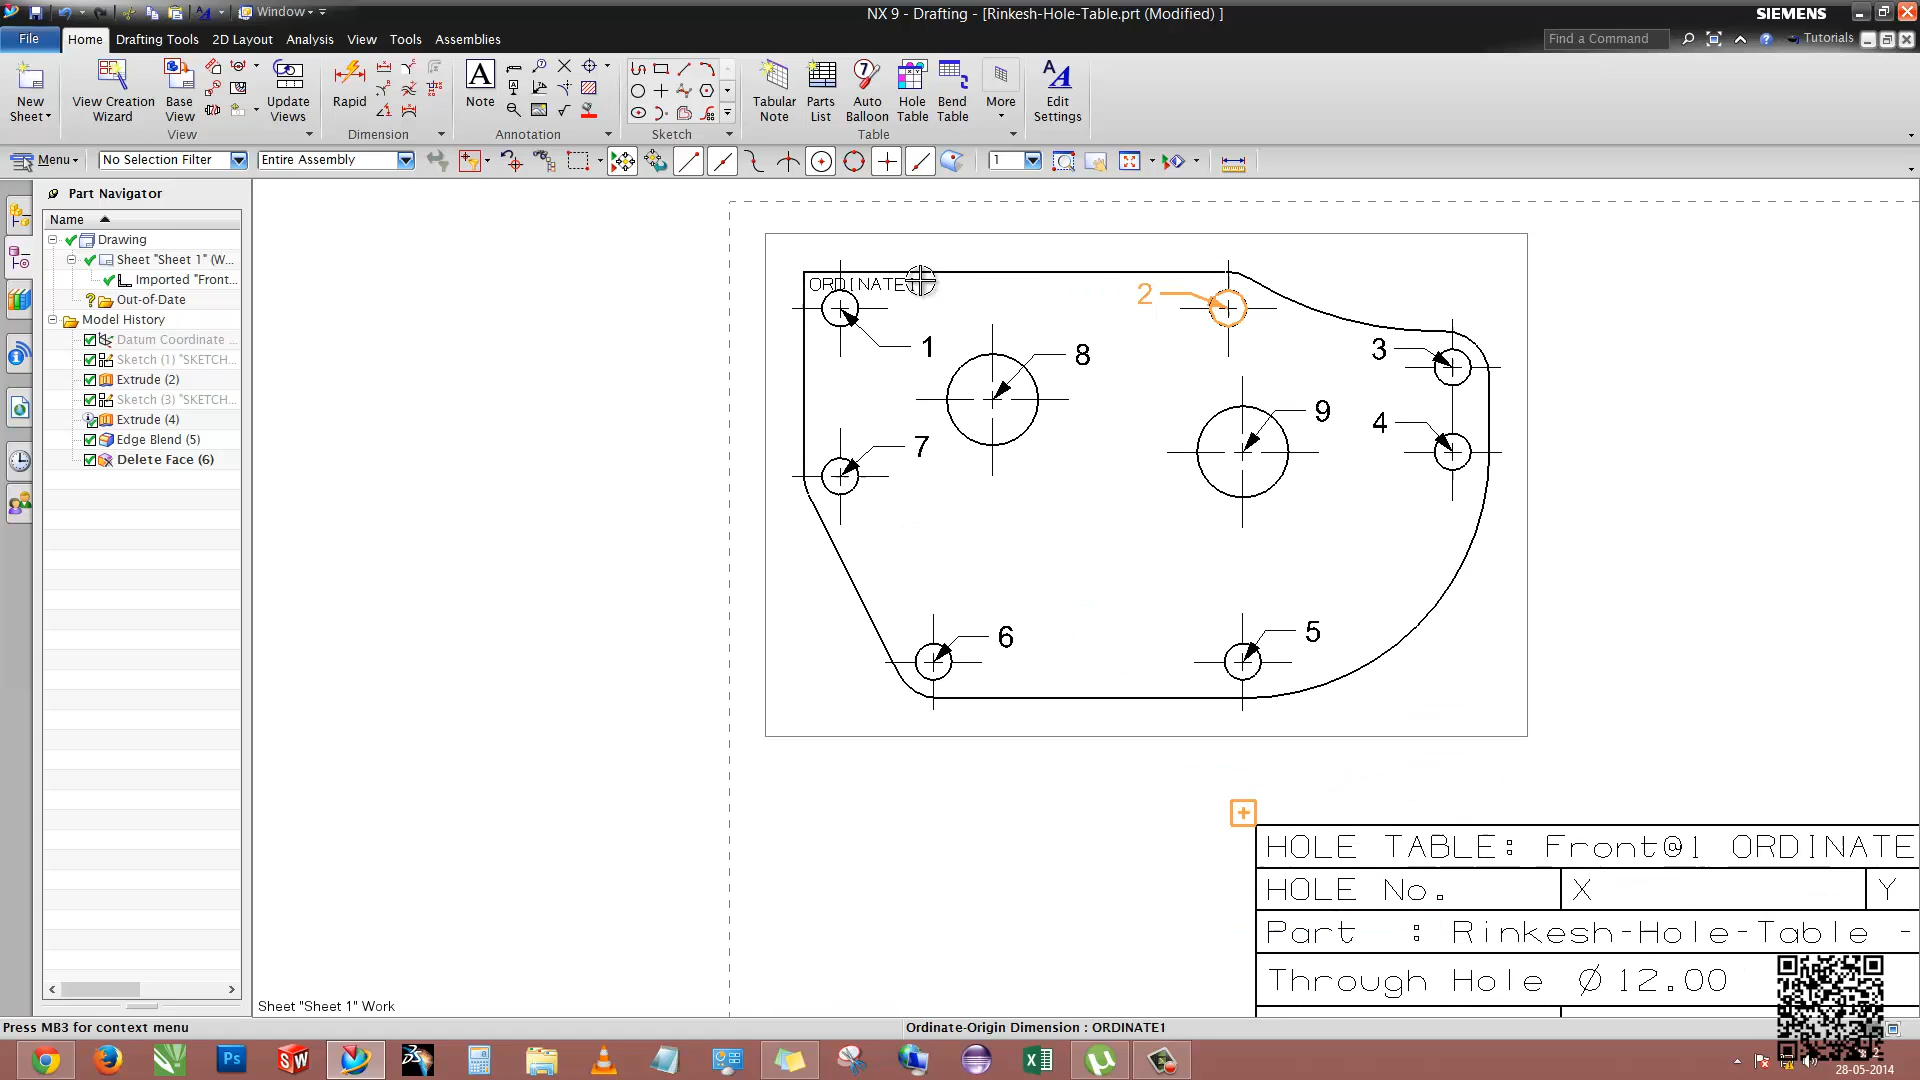 Window
NX 9 - Drafting - [Rinkesh-Hole-Table.prt (Modified) ]
SIEMENS
File
Home
Drafting Tools
2D Layout
Analysis
View
Tools
Assemblies
Find a Command
Tutorials
New
Sheet
View Creation
Wizard
Base
View
Update
Views
Rapid
Note
Tabular
Note
Parts
List
Auto
Balloon
Hole
Table
Bend
Table
More
Edit
Settings
View
Dimension
Annotation
Sketch
Table
Menu
No Selection Filter
Entire Assembly
1
Part Navigator
Name
Drawing
Sheet "Sheet 1" (W...
Imported "Front...
Out-of-Date
Model History
Datum Coordinate
Sketch (1) "SKETCH...
Extrude (2)
Sketch (3) "SKETCH...
Extrude (4)
Edge Blend (5)
Delete Face (6)
ORDINATE1
2
3
1
8
9
4
7
6
5
HOLE TABLE: Front@1 ORDINATE
HOLE No.
X
Y
Part : Rinkesh-Hole-Table -
Through Hole Ø12.00
Sheet "Sheet 1" Work
Press MB3 for context menu
Ordinate-Origin Dimension : ORDINATE1
Ps
SW
28-05-2014